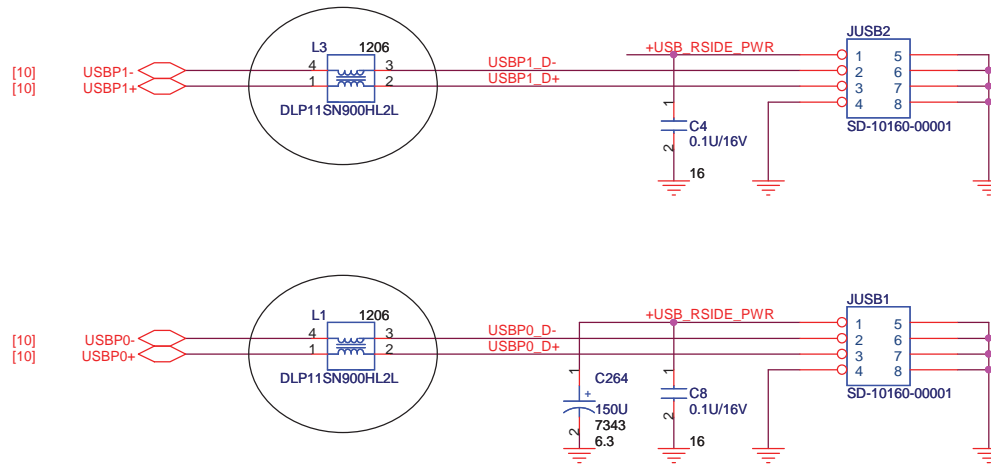 L3 1206
JUSB2
+USB_RSIDE_PWR
[10] USBP1- 4 3 USBP1_D-
[10] USBP1+ 1 2 USBP1_D+
DLP11SN900HL2L
1 5
2 6
3 7
4 8
SD-10160-00001
1
C4
0.1U/16V
2
16
L1 1206
JUSB1
+USB_RSIDE_PWR
[10] USBP0- 4 3 USBP0_D-
[10] USBP0+ 1 2 USBP0_D+
DLP11SN900HL2L
1 5
2 6
3 7
4 8
SD-10160-00001
1
C264
+
150U
7343
6.3
2
1
C8
0.1U/16V
2
16